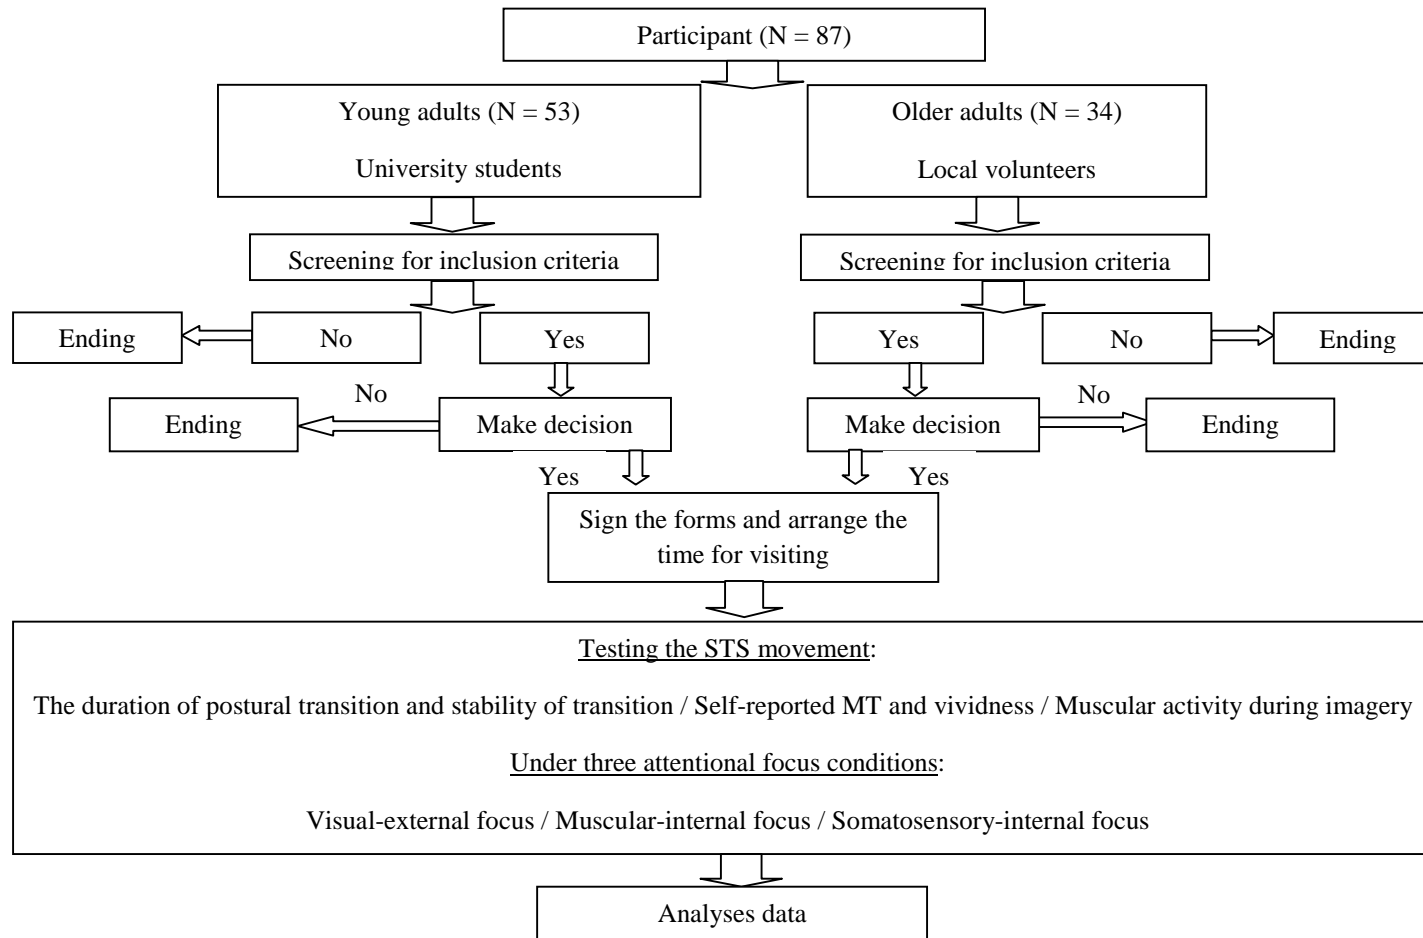 Participant (N = 87)
Young adults (N = 53)
University students
Older adults (N = 34)
Local volunteers
Screening for inclusion criteria
Screening for inclusion criteria
Ending
No
Yes
Yes
No
Ending
Ending
No
Make decision
Make decision
No
Ending
Yes
Yes
Sign the forms and arrange the
time for visiting
Testing the STS movement:
The duration of postural transition and stability of transition / Self-reported MT and vividness / Muscular activity during imagery
Under three attentional focus conditions:
Visual-external focus / Muscular-internal focus / Somatosensory-internal focus
Analyses data